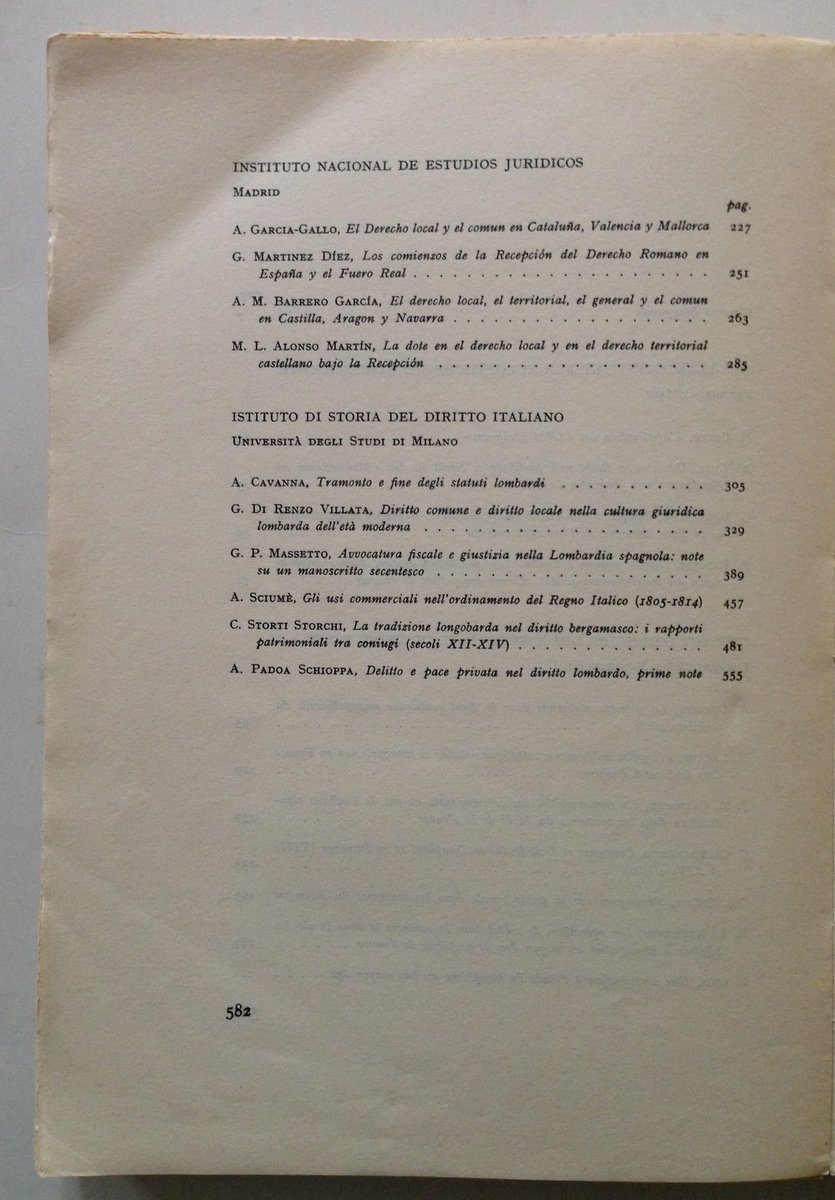 INSTITUTO NACIONAL DE ESTUDIOS JURIDICOS
MADRID
pag.
A. GARCIA-GALLO, El Derecho local y el comun en Cataluña, Valencia y Mallorca 227
G. MARTINEZ DÍEZ, Los comienzos de la Recepción del Derecho Romano en
España y el Fuero Real . . . . . . . . . . . . . . . . . . . . . . 251
A. M. BARRERO GARCÍA, El derecho local, el territorial, el general y el comun
en Castilla, Aragon y Navarra . . . . . . . . . . . . . . . . . . . 263
M. L. ALONSO MARTÍN, La dote en el derecho local y en el derecho territorial
castellano bajo la Recepción . . . . . . . . . . . . . . . . . . . . 285
ISTITUTO DI STORIA DEL DIRITTO ITALIANO
UNIVERSITÀ DEGLI STUDI DI MILANO
A. CAVANNA, Tramonto e fine degli statuti lombardi . . . . . . . . . . . 305
G. DI RENZO VILLATA, Diritto comune e diritto locale nella cultura giuridica
lombarda dell'età moderna . . . . . . . . . . . . . . . . . . . . . 329
G. P. MASSETTO, Avvocatura fiscale e giustizia nella Lombardia spagnola: note
su un manoscritto secentesco . . . . . . . . . . . . . . . . . . . . 389
A. SCIUMÈ, Gli usi commerciali nell'ordinamento del Regno Italico (1805-1814) 457
C. STORTI STORCHI, La tradizione longobarda nel diritto bergamasco: i rapporti
patrimoniali tra coniugi (secoli XII-XIV) . . . . . . . . . . . . . . 481
A. PADOA SCHIOPPA, Delitto e pace privata nel diritto lombardo, prime note 555
582